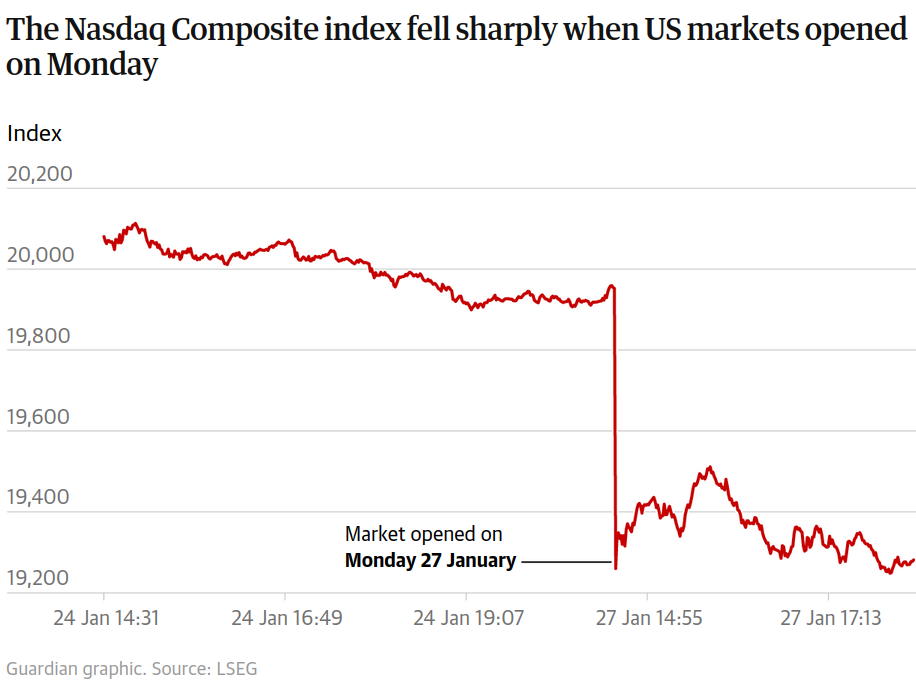 The Nasdaq Composite index fell sharply when US markets opened
on Monday
Index
20,200
20,000
19,800
19,600
19,400
Market opened on
Monday 27 January
19,200
24 Jan 14:31 24 Jan 16:49 24 Jan 19:07 27 Jan 14:55 27 Jan 17:13
Guardian graphic. Source: LSEG